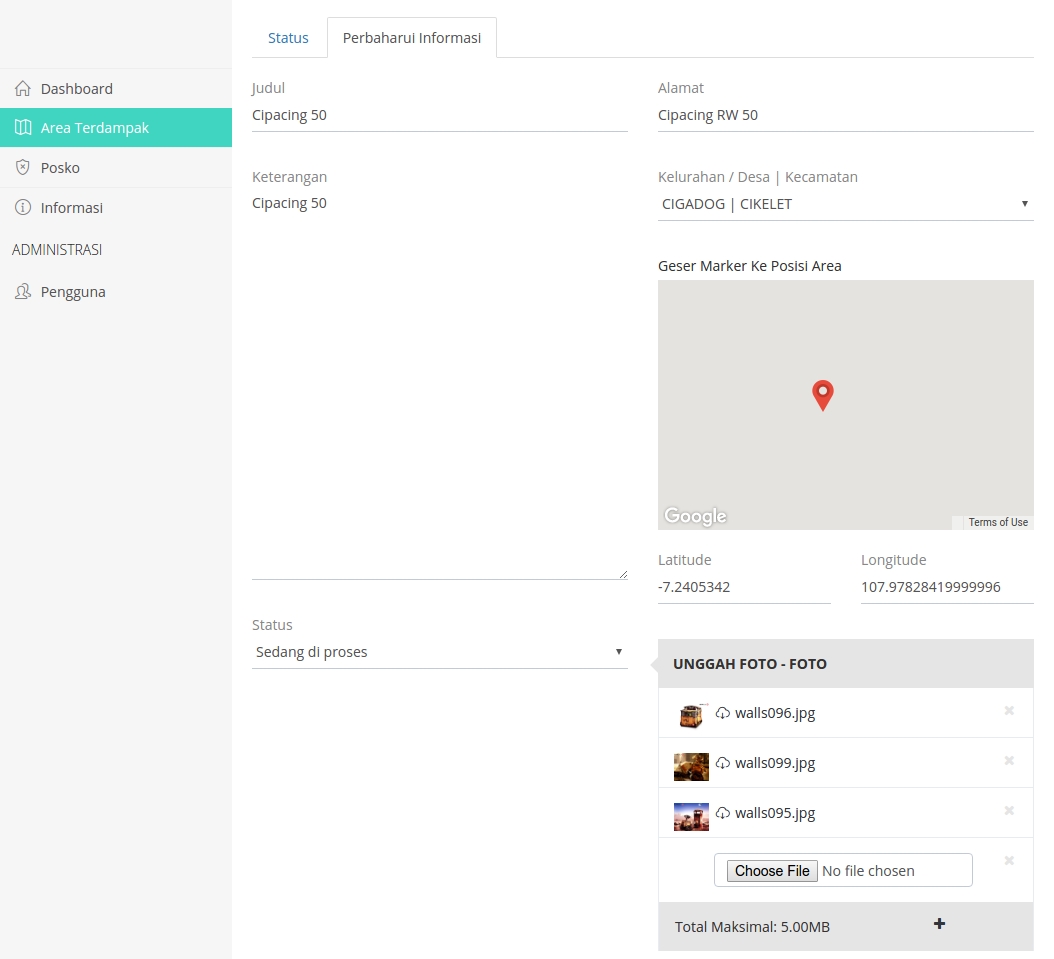 Dashboard
Area Terdampak
Posko
Informasi
ADMINISTRASI
Pengguna
Status
Perbaharui Informasi
Judul
Cipacing 50
Alamat
Cipacing RW 50
Keterangan
Cipacing 50
Kelurahan / Desa | Kecamatan
CIGADOG | CIKELET
Geser Marker Ke Posisi Area
Google
Terms of Use
Latitude
-7.2405342
Longitude
107.97828419999996
Status
Sedang di proses
UNGGAH FOTO - FOTO
walls096.jpg
walls099.jpg
walls095.jpg
Choose File No file chosen
Total Maksimal: 5.00MB